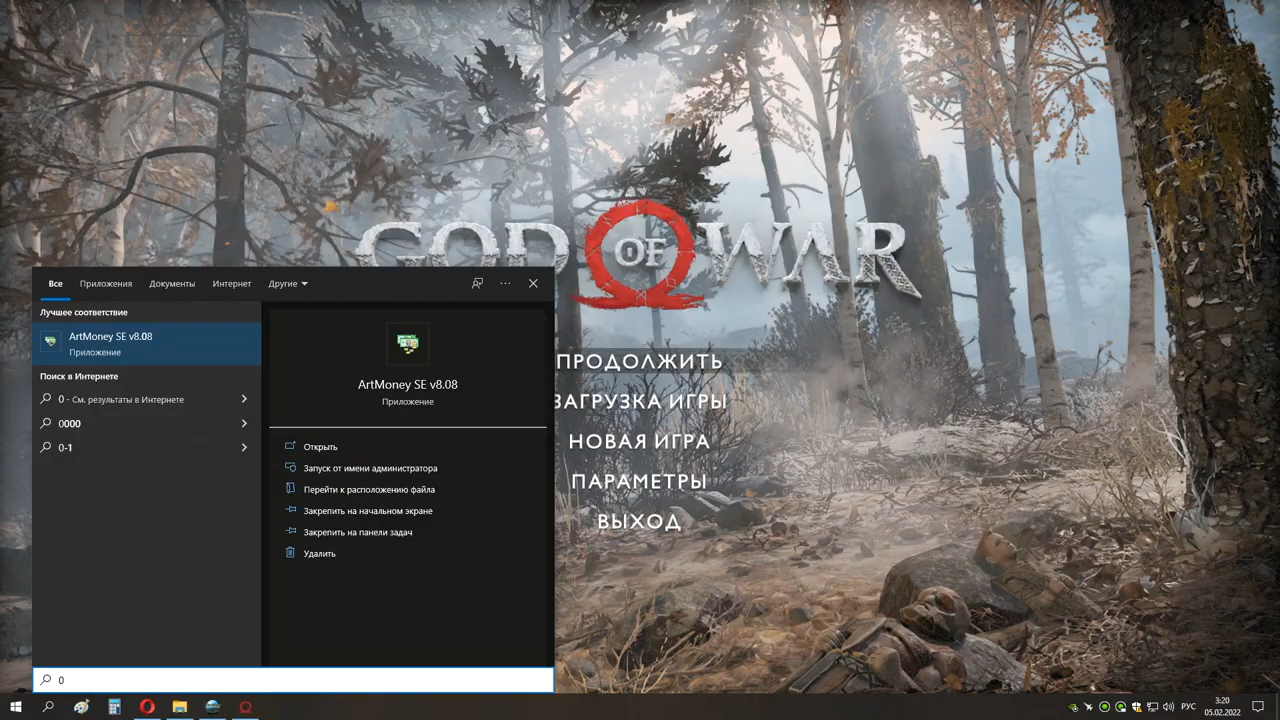 GOD OF WAR
Все Приложения Документы Интернет Другие
Лучшее соответствие
ArtMoney SE v8.08
Приложение
Поиск в Интернете
0 - См. результаты в Интернете
0000
0-1
ArtMoney SE v8.08
Приложение
Открыть
Запуск от имени администратора
Перейти к расположению файла
Закрепить на начальном экране
Закрепить на панели задач
Удалить
ПРОДОЛЖИТЬ
ЗАГРУЗКА ИГРЫ
НОВАЯ ИГРА
ПАРАМЕТРЫ
ВЫХОД
0
РУС
3:20
05.02.2022